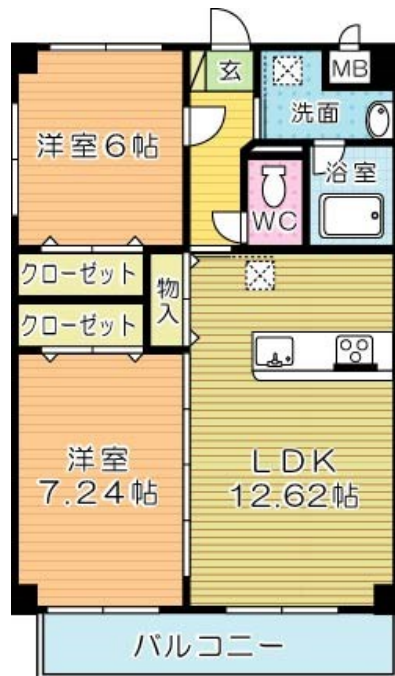 玄
MB
洗面
洋室6帖
浴室
WC
クローゼット
物入
クローゼット
洋室
7.24帖
LDK
12.62帖
バルコニー